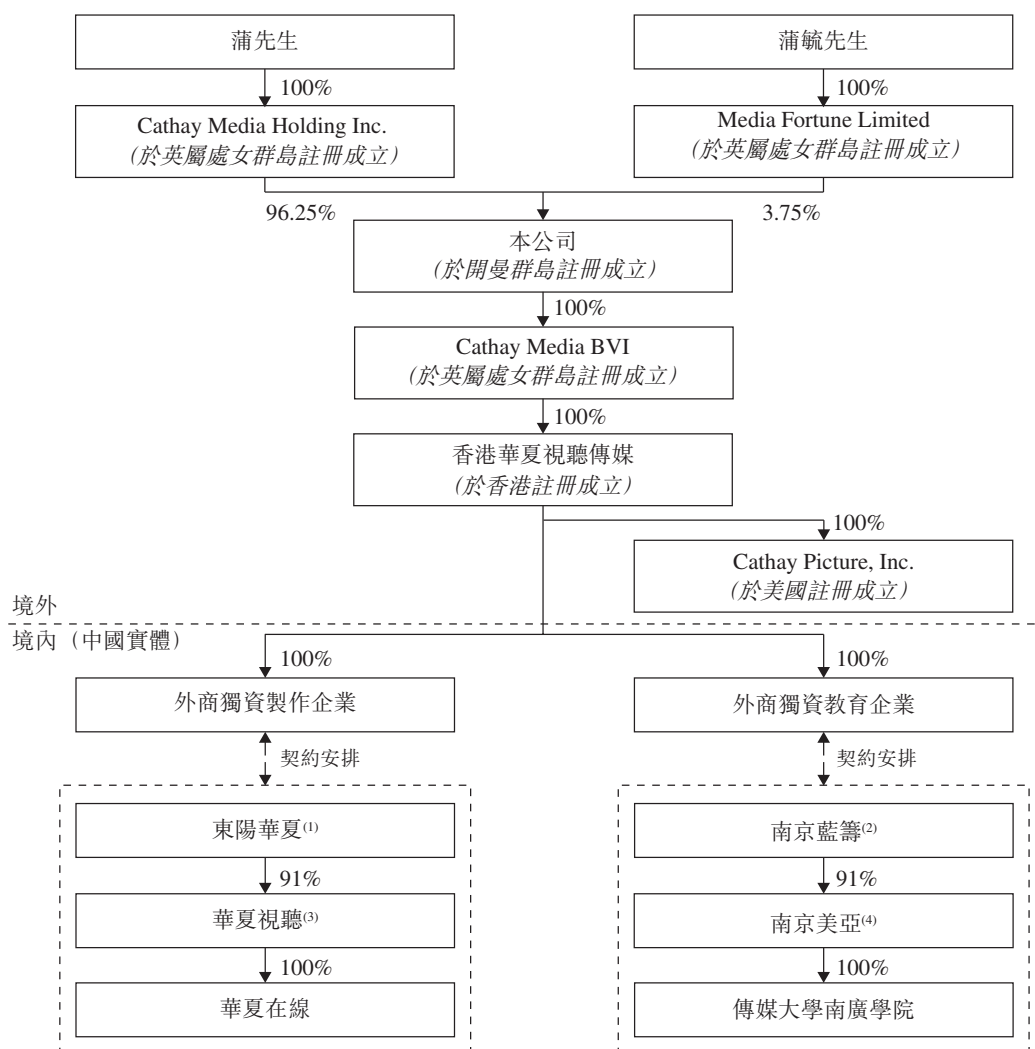 蒲先生
蒲毓先生
100%
100%
Cathay Media Holding Inc.
(於英屬處女群島註冊成立)
Media Fortune Limited
(於英屬處女群島註冊成立)
96.25%
3.75%
本公司
(於開曼群島註冊成立)
100%
Cathay Media BVI
(於英屬處女群島註冊成立)
100%
香港華夏視聽傳媒
(於香港註冊成立)
100%
Cathay Picture, Inc.
(於美國註冊成立)
境外
境內（中國實體）
100%
100%
外商獨資製作企業
外商獨資教育企業
契約安排
契約安排
東陽華夏(1)
南京藍籌(2)
91%
91%
華夏視聽(3)
南京美亞(4)
100%
100%
華夏在線
傳媒大學南廣學院